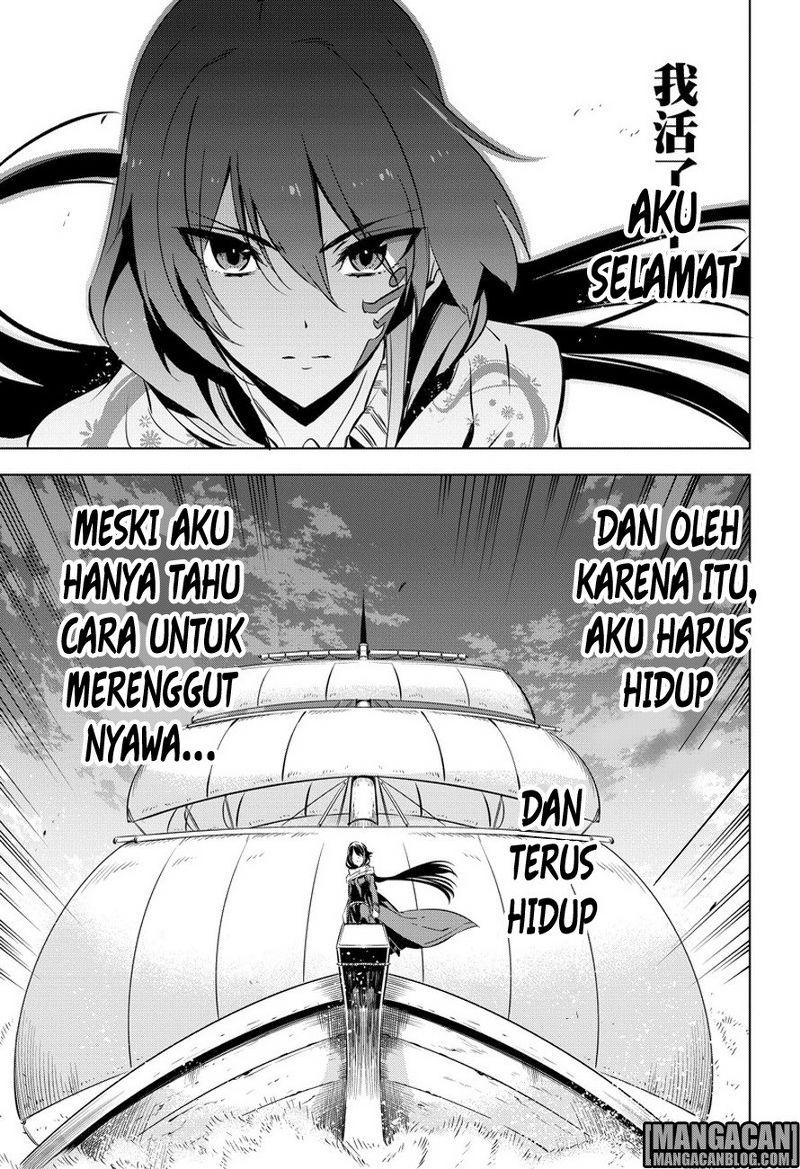 我活了
AKU
SELAMAT
DAN OLEH
KARENA ITU,
AKU HARUS
HIDUP
DAN
TERUS
HIDUP
MESKI AKU
HANYA TAHU
CARA UNTUK
MERENGGUT
NYAWA...
[MANGACAN]
MANGACANBLOG.COM